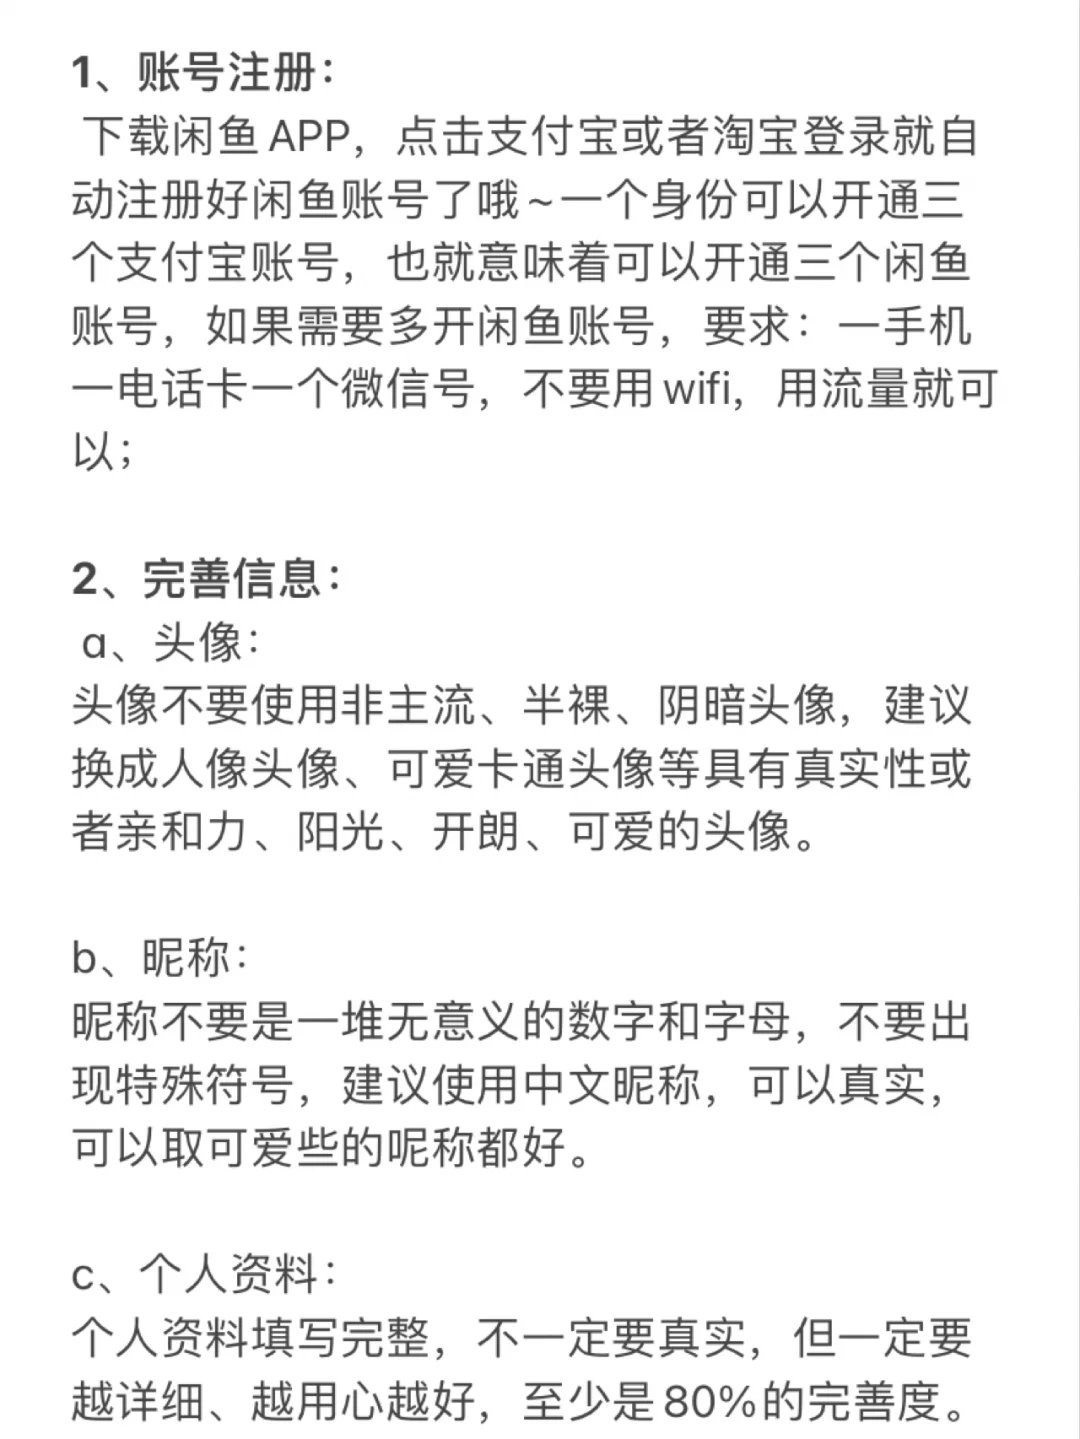 1、账号注册：
下载闲鱼APP，点击支付宝或者淘宝登录就自
动注册好闲鱼账号了哦~一个身份可以开通三
个支付宝账号，也就意味着可以开通三个闲鱼
账号，如果需要多开闲鱼账号，要求：一手机
一电话卡一个微信号，不要用wifi，用流量就可
以；
2、完善信息：
a、头像：
头像不要使用非主流、半裸、阴暗头像，建议
换成人像头像、可爱卡通头像等具有真实性或
者亲和力、阳光、开朗、可爱的头像。
b、昵称：
昵称不要是一堆无意义的数字和字母，不要出
现特殊符号，建议使用中文昵称，可以真实，
可以取可爱些的呢称都好。
c、个人资料：
个人资料填写完整，不一定要真实，但一定要
越详细、越用心越好，至少是80%的完善度。